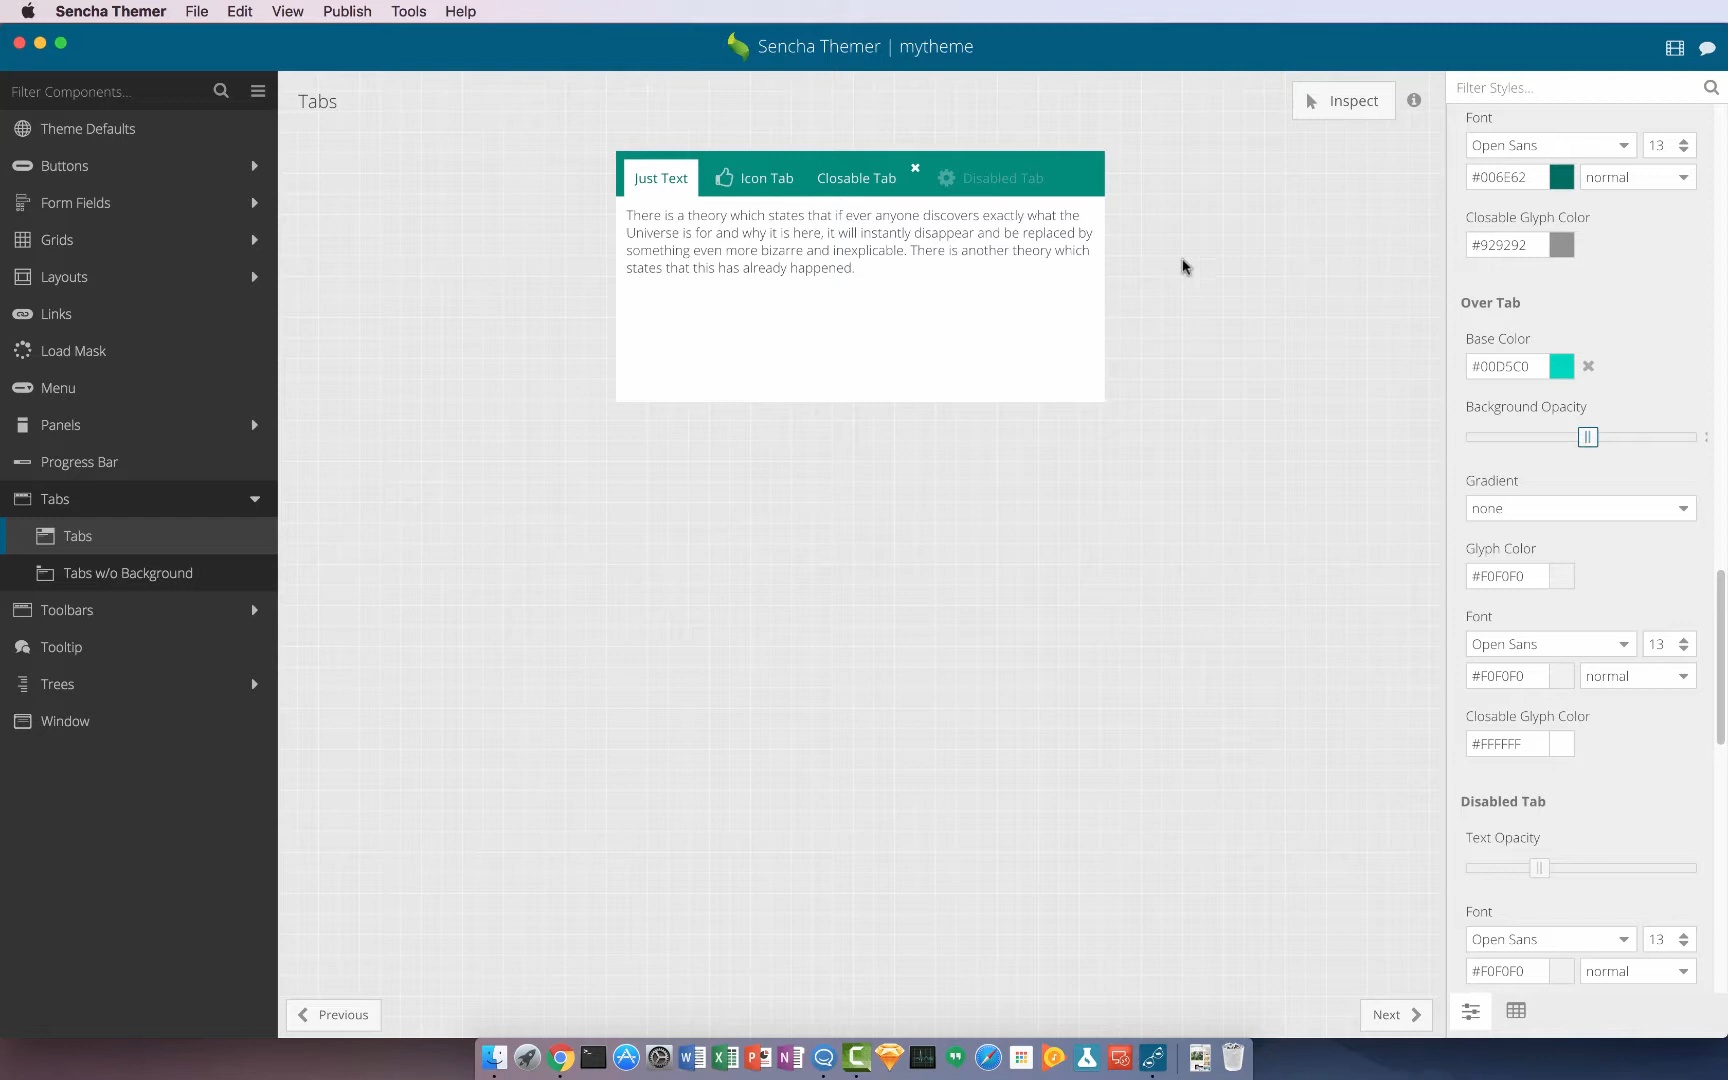 Sencha Themer File Edit View Publish Tools Help
Sencha Themer | mytheme
Filter Components...
Theme Defaults
Buttons
Form Fields
Grids
Layouts
Links
Load Mask
Menu
Panels
Progress Bar
Tabs
Tabs
Tabs w/o Background
Toolbars
Tooltip
Trees
Window
Tabs
Inspect
Just Text Icon Tab Closable Tab Disabled Tab
There is a theory which states that if ever anyone discovers exactly what the
Universe is for and why it is here, it will instantly disappear and be replaced by
something even more bizarre and inexplicable. There is another theory which
states that this has already happened.
Previous
Next
Filter Styles...
Font
Open Sans 13
#006E62 normal
Closable Glyph Color
#929292
Over Tab
Base Color
#00D5C0
Background Opacity
Gradient
none
Glyph Color
#F0F0F0
Font
Open Sans 13
#F0F0F0 normal
Closable Glyph Color
#FFFFFF
Disabled Tab
Text Opacity
Font
Open Sans 13
#F0F0F0 normal